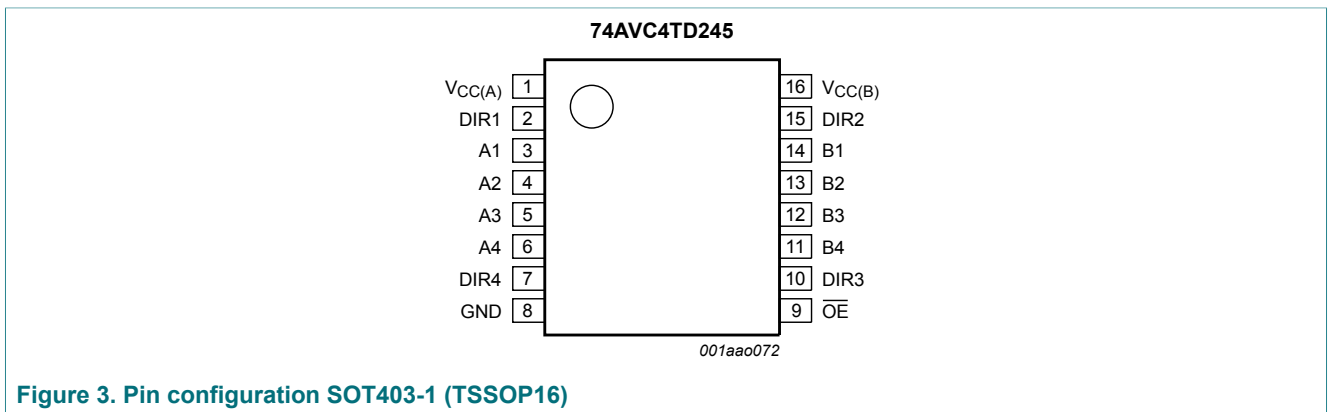 74AVC4TD245
VCC(A) 1 16 VCC(B)
DIR1 2 15 DIR2
A1 3 14 B1
A2 4 13 B2
A3 5 12 B3
A4 6 11 B4
DIR4 7 10 DIR3
GND 8 9 O̅E̅
001aao072
Figure 3. Pin configuration SOT403-1 (TSSOP16)